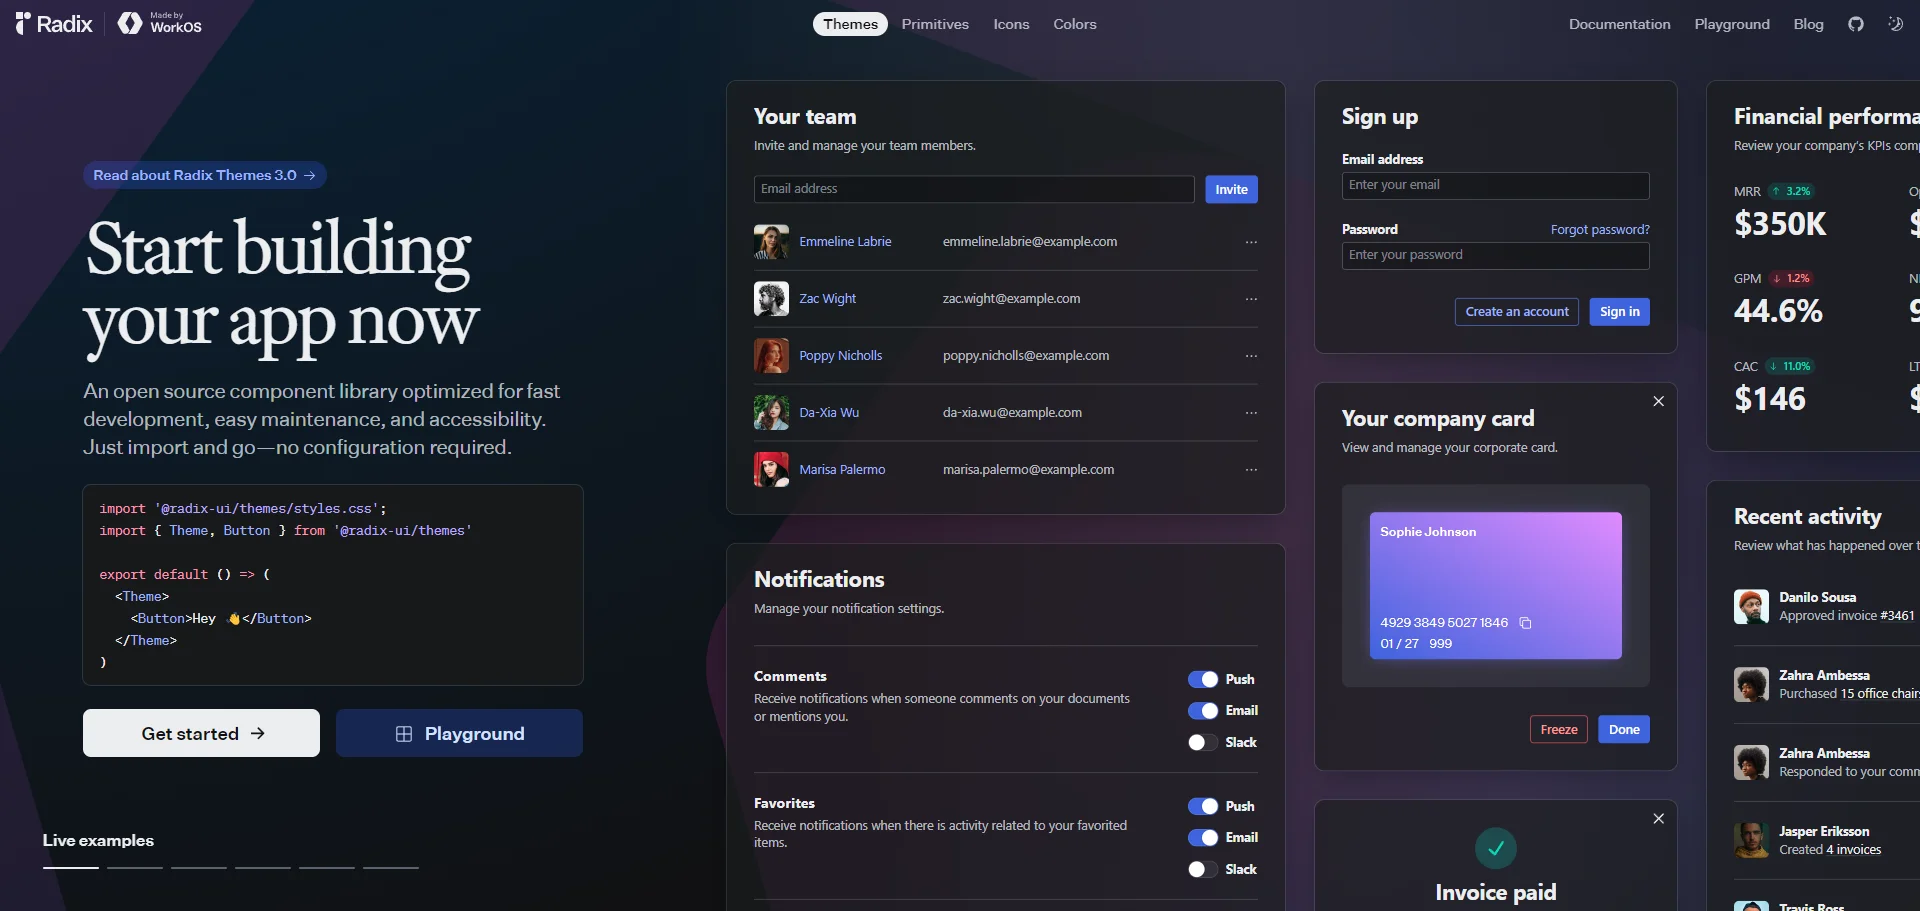 Radix
Made by
WorkOS
Themes
Primitives
Icons
Colors
Documentation
Playground
Blog
Read about Radix Themes 3.0 →
Start building
your app now
An open source component library optimized for fast
development, easy maintenance, and accessibility.
Just import and go—no configuration required.
import '@radix-ui/themes/styles.css';
import { Theme, Button } from '@radix-ui/themes'
export default () => (
<Theme>
<Button>Hey 👋</Button>
</Theme>
)
Get started →
Playground
Live examples
Your team
Invite and manage your team members.
Email address
Invite
Emmeline Labrie
emmeline.labrie@example.com
Zac Wight
zac.wight@example.com
Poppy Nicholls
poppy.nicholls@example.com
Da-Xia Wu
da-xia.wu@example.com
Marisa Palermo
marisa.palermo@example.com
Notifications
Manage your notification settings.
Comments
Receive notifications when someone comments on your documents
or mentions you.
Push
Email
Slack
Favorites
Receive notifications when there is activity related to your favorited
items.
Push
Email
Slack
Sign up
Email address
Enter your email
Password
Forgot password?
Enter your password
Create an account
Sign in
Your company card
View and manage your corporate card.
Sophie Johnson
4929 3849 5027 1846
01 / 27 999
Freeze
Done
Invoice paid
Financial performa
Review your company's KPIs comp
MRR ↑ 3.2%
$350K
GPM ↓ 1.2%
44.6%
CAC ↓ 11.0%
$146
Recent activity
Review what has happened over t
Danilo Sousa
Approved invoice #3461
Zahra Ambessa
Purchased 15 office chairs
Zahra Ambessa
Responded to your comm
Jasper Eriksson
Created 4 invoices
Travis Ross